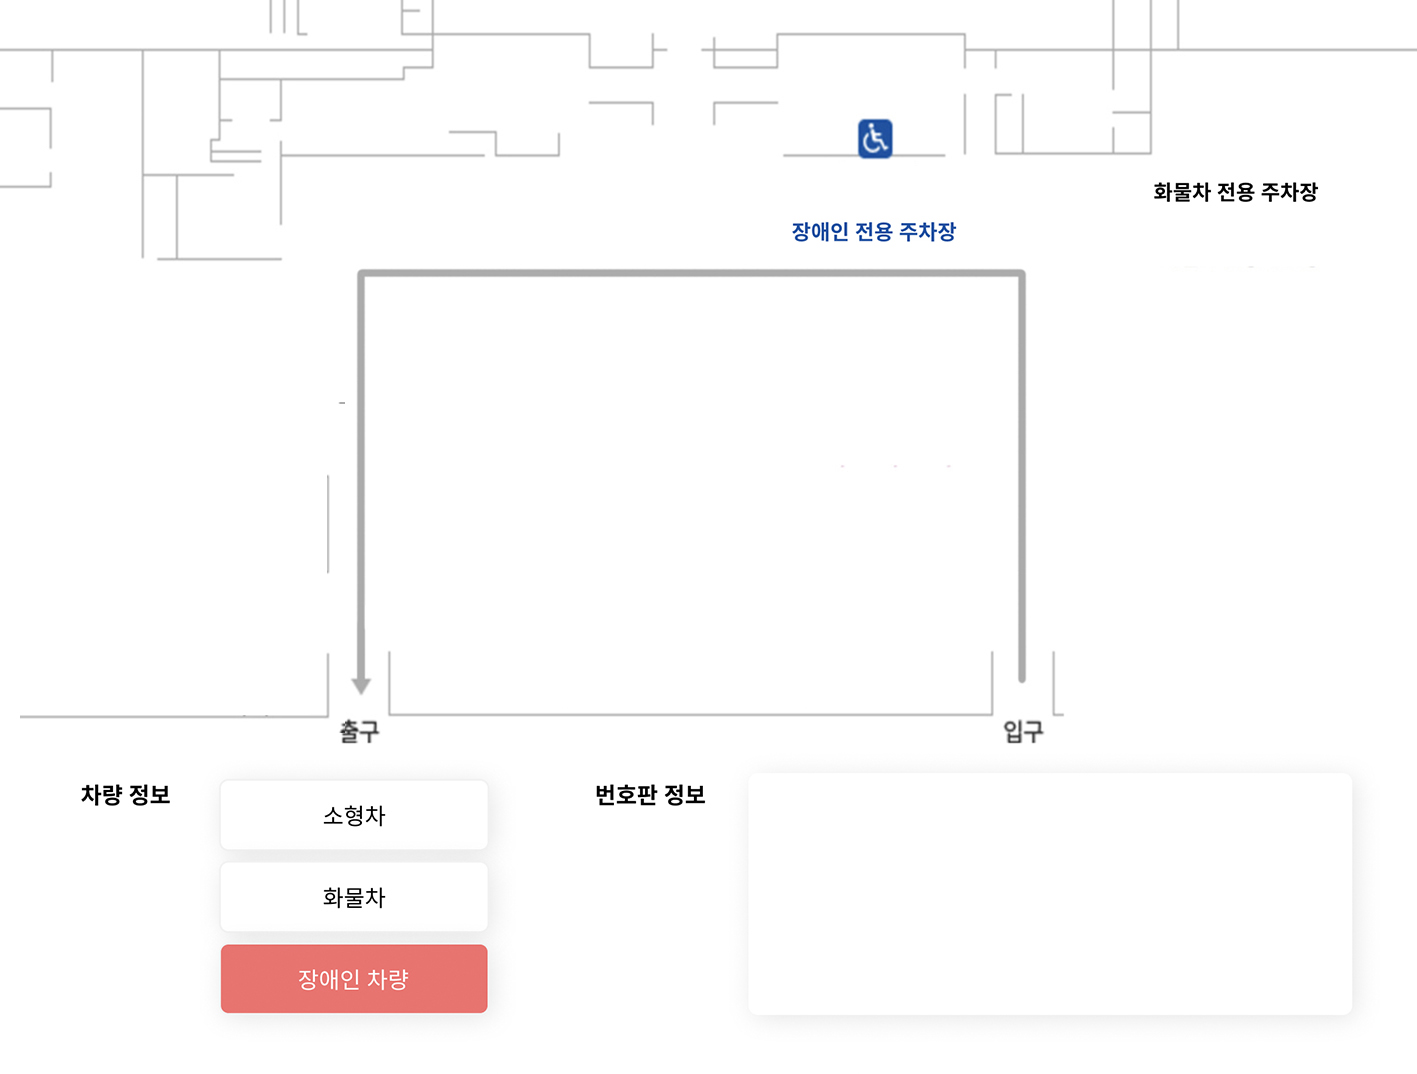 화물차 전용 주차장
장애인 전용 주차장
출구
입구
차량 정보
소형차
화물차
장애인 차량
번호판 정보